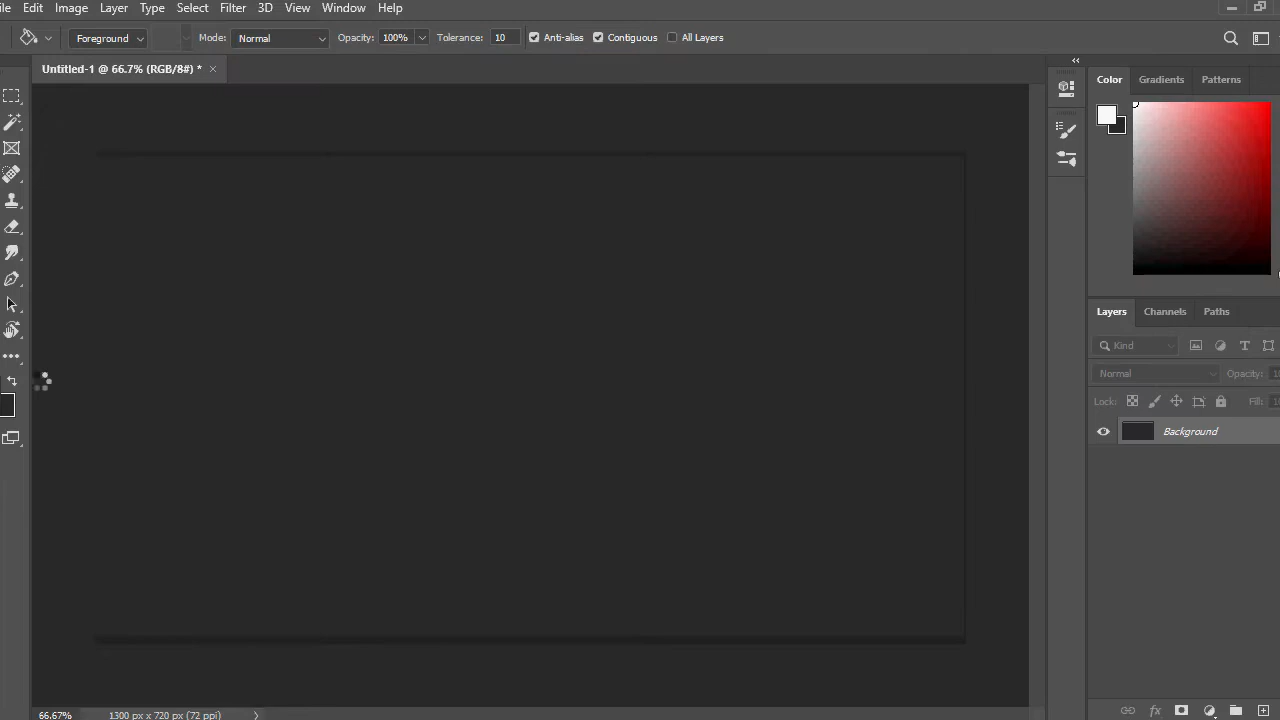 ile Edit Image Layer Type Select Filter 3D View Window Help
Foreground Mode: Normal Opacity: 100% Tolerance: 10 Anti-alias Contiguous All Layers
Untitled-1 @ 66.7% (RGB/8#) *
Color Gradients Patterns
Layers Channels Paths
Kind
Normal Opacity: 10
Lock: Fill: 10
Background
66.67% 1300 px x 720 px (72 ppi)